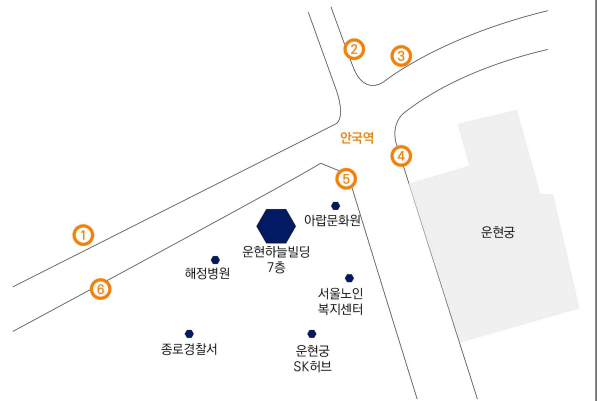 2
3
안국역
4
5
아랍문화원
1
운현궁
운현하늘빌딩
7층
해정병원
6
서울노인
복지센터
종로경찰서
운현궁
SK허브